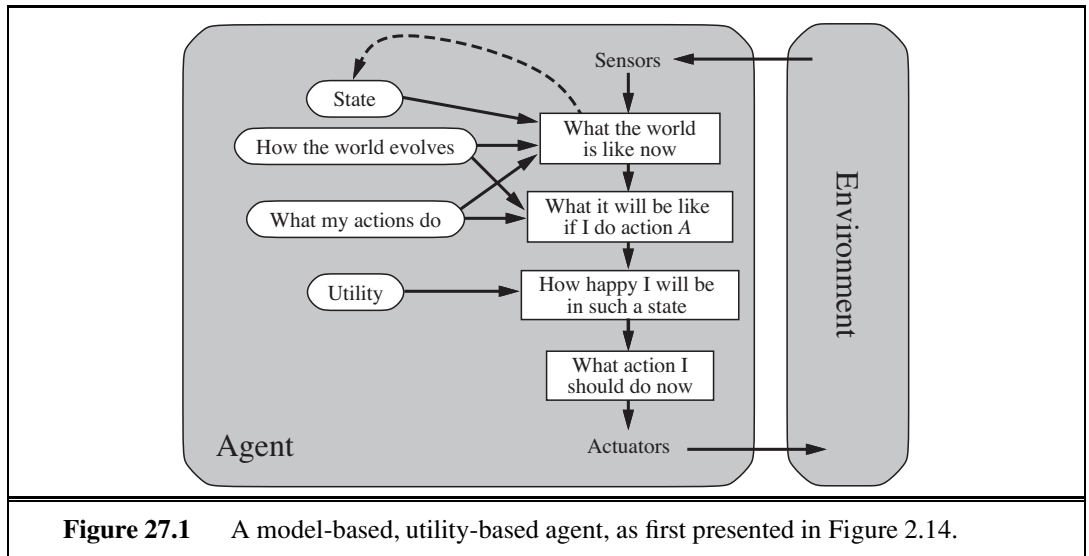 Sensors
State
What the world
is like now
How the world evolves
What my actions do
What it will be like
if I do action A
Utility
How happy I will be
in such a state
What action I
should do now
Agent
Actuators
Environment
Figure 27.1 A model-based, utility-based agent, as first presented in Figure 2.14.